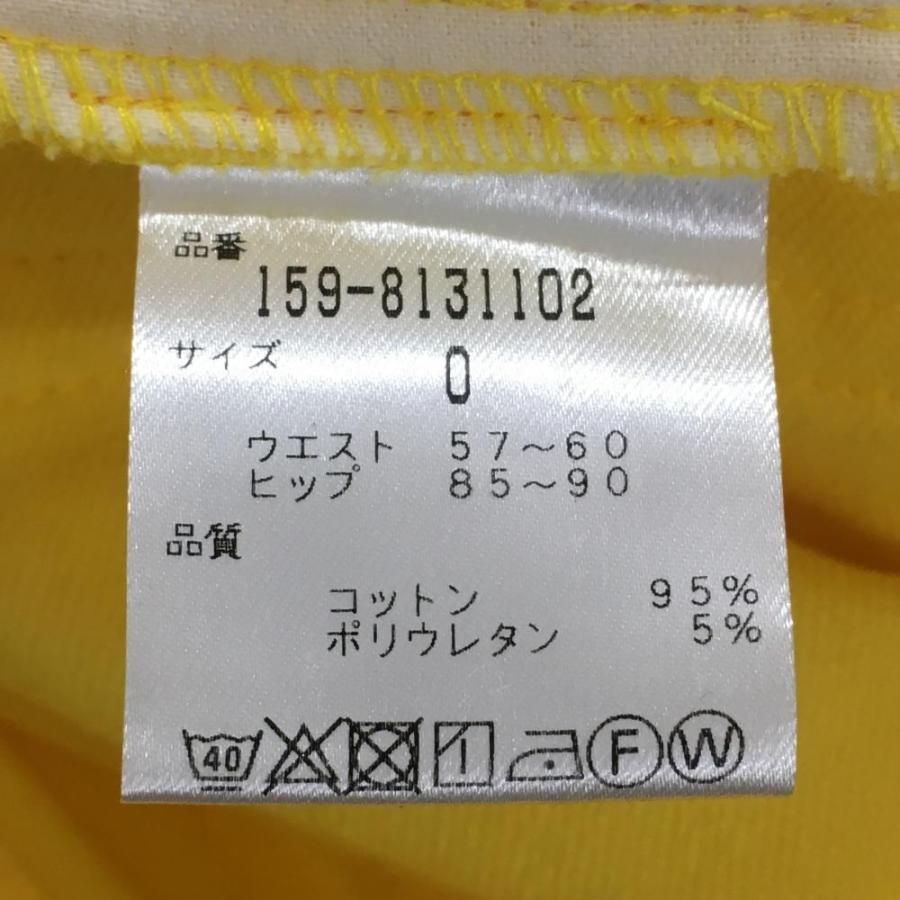 品番
159-8131102
サイズ 0
ウエスト 57～60
ヒップ 85～90
品質
コットン 95%
ポリウレタン 5%
40 F W